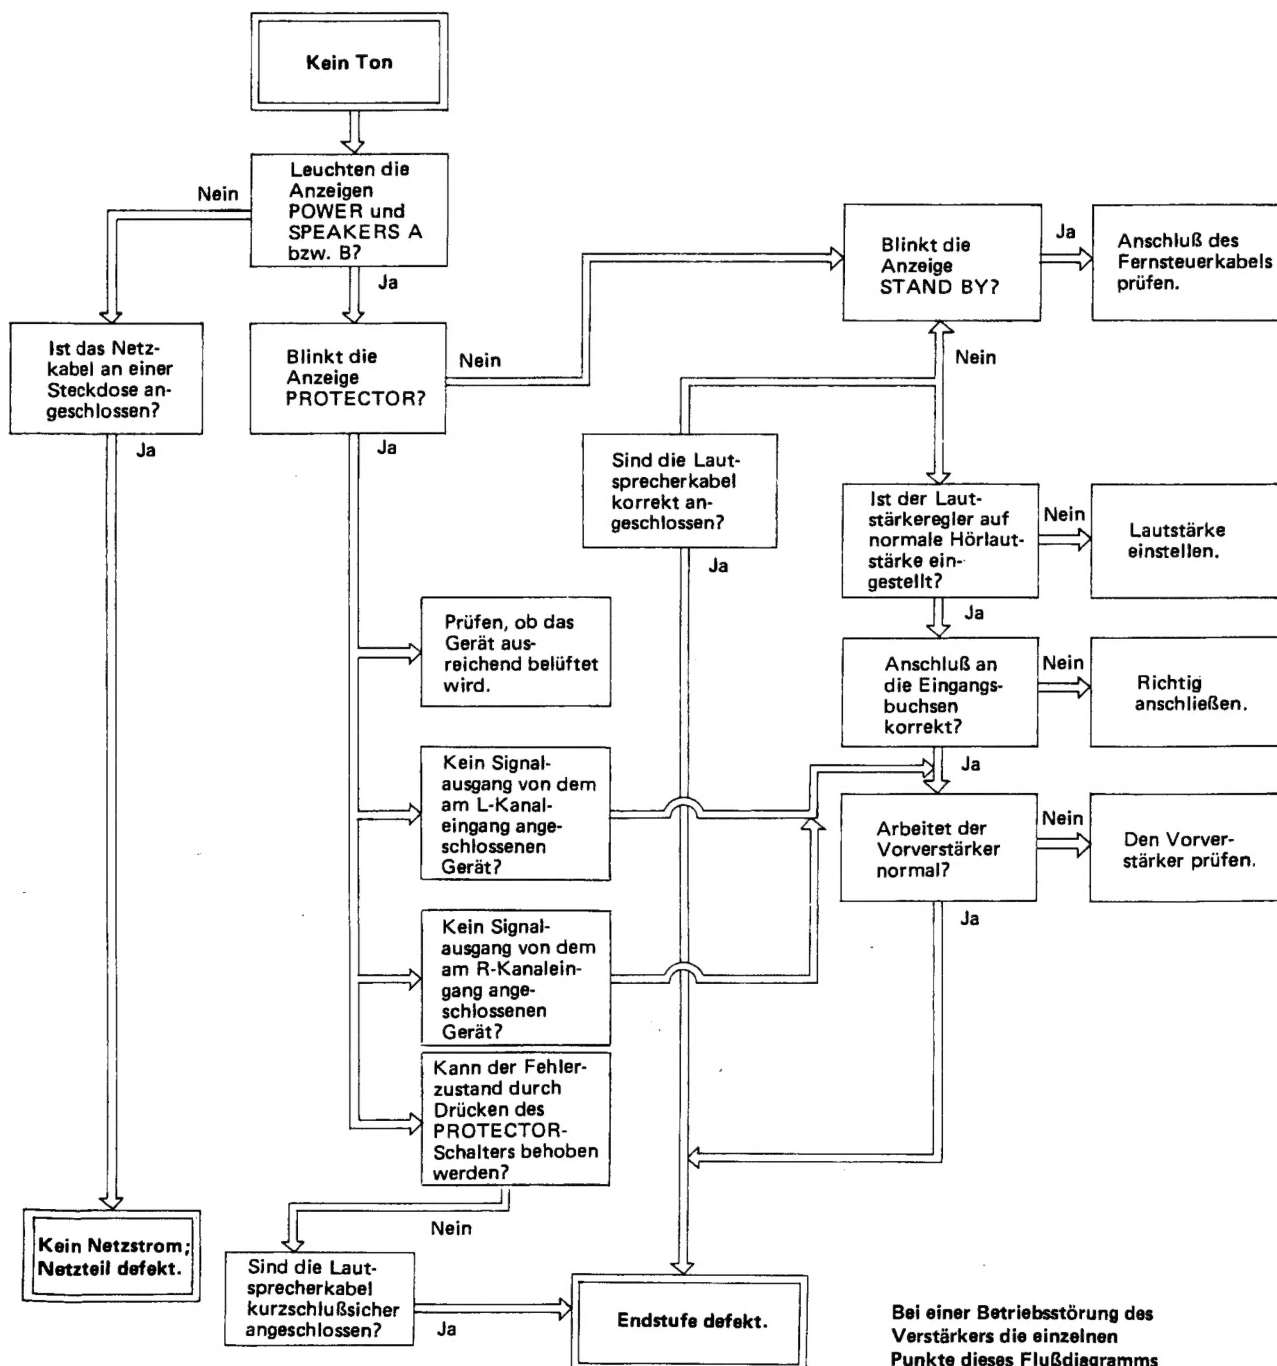 Kein Ton
Leuchten die
Anzeigen
POWER und
SPEAKERS A
bzw. B?
Nein
Ja
Ist das Netz-
kabel an einer
Steckdose an-
geschlossen?
Ja
Blinkt die
Anzeige
PROTECTOR?
Nein
Ja
Blinkt die
Anzeige
STAND BY?
Ja
Nein
Anschluß des
Fernsteuerkabels
prüfen.
Sind die Laut-
sprecherkabel
korrekt an-
geschlossen?
Ja
Ist der Laut-
stärkeregler auf
normale Hörlaut-
stärke ein-
gestellt?
Nein
Ja
Lautstärke
einstellen.
Prüfen, ob das
Gerät aus-
reichend belüftet
wird.
Anschluß an
die Eingangs-
buchsen
korrekt?
Nein
Ja
Richtig
anschließen.
Kein Signal-
ausgang von dem
am L-Kanal-
eingang ange-
schlossenen
Gerät?
Arbeitet der
Vorverstärker
normal?
Nein
Ja
Den Vorver-
stärker prüfen.
Kein Signal-
ausgang von dem
am R-Kanalein-
gang ange-
schlossenen
Gerät?
Kann der Fehler-
zustand durch
Drücken des
PROTECTOR-
Schalters behoben
werden?
Nein
Kein Netzstrom;
Netzteil defekt.
Sind die Laut-
sprecherkabel
kurzschlußsicher
angeschlossen?
Ja
Endstufe defekt.
Bei einer Betriebsstörung des
Verstärkers die einzelnen
Punkte dieses Flußdiagramms